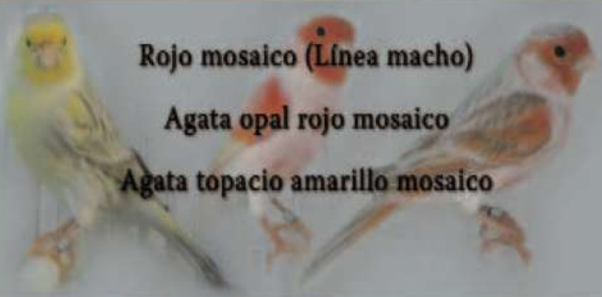 Rojo mosaico (Línea macho)
Agata opal rojo mosaico
Agata topacio amarillo mosaico